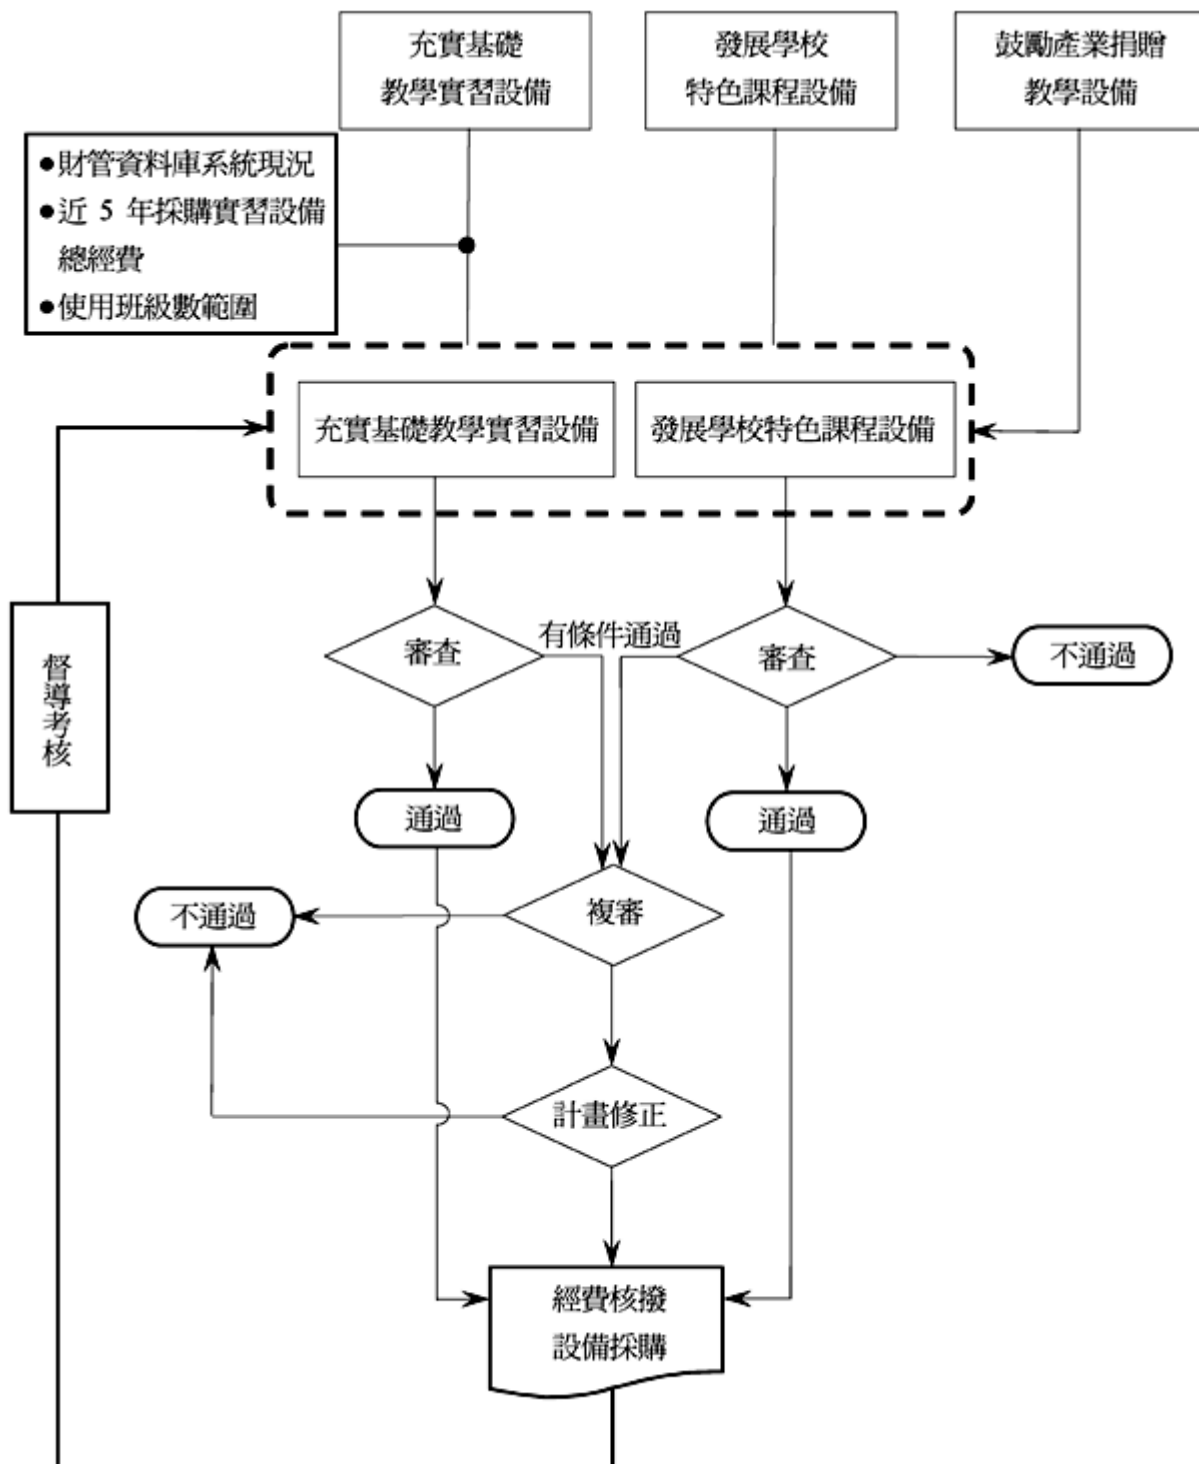 充實基礎
教學實習設備
發展學校
特色課程設備
鼓勵產業捐贈
教學設備
●財管資料庫系統現況
●近 5 年採購實習設備
總經費
●使用班級數範圍
充實基礎教學實習設備
發展學校特色課程設備
督導考核
審查
有條件通過
審查
不通過
通過
通過
不通過
複審
計畫修正
經費核撥
設備採購